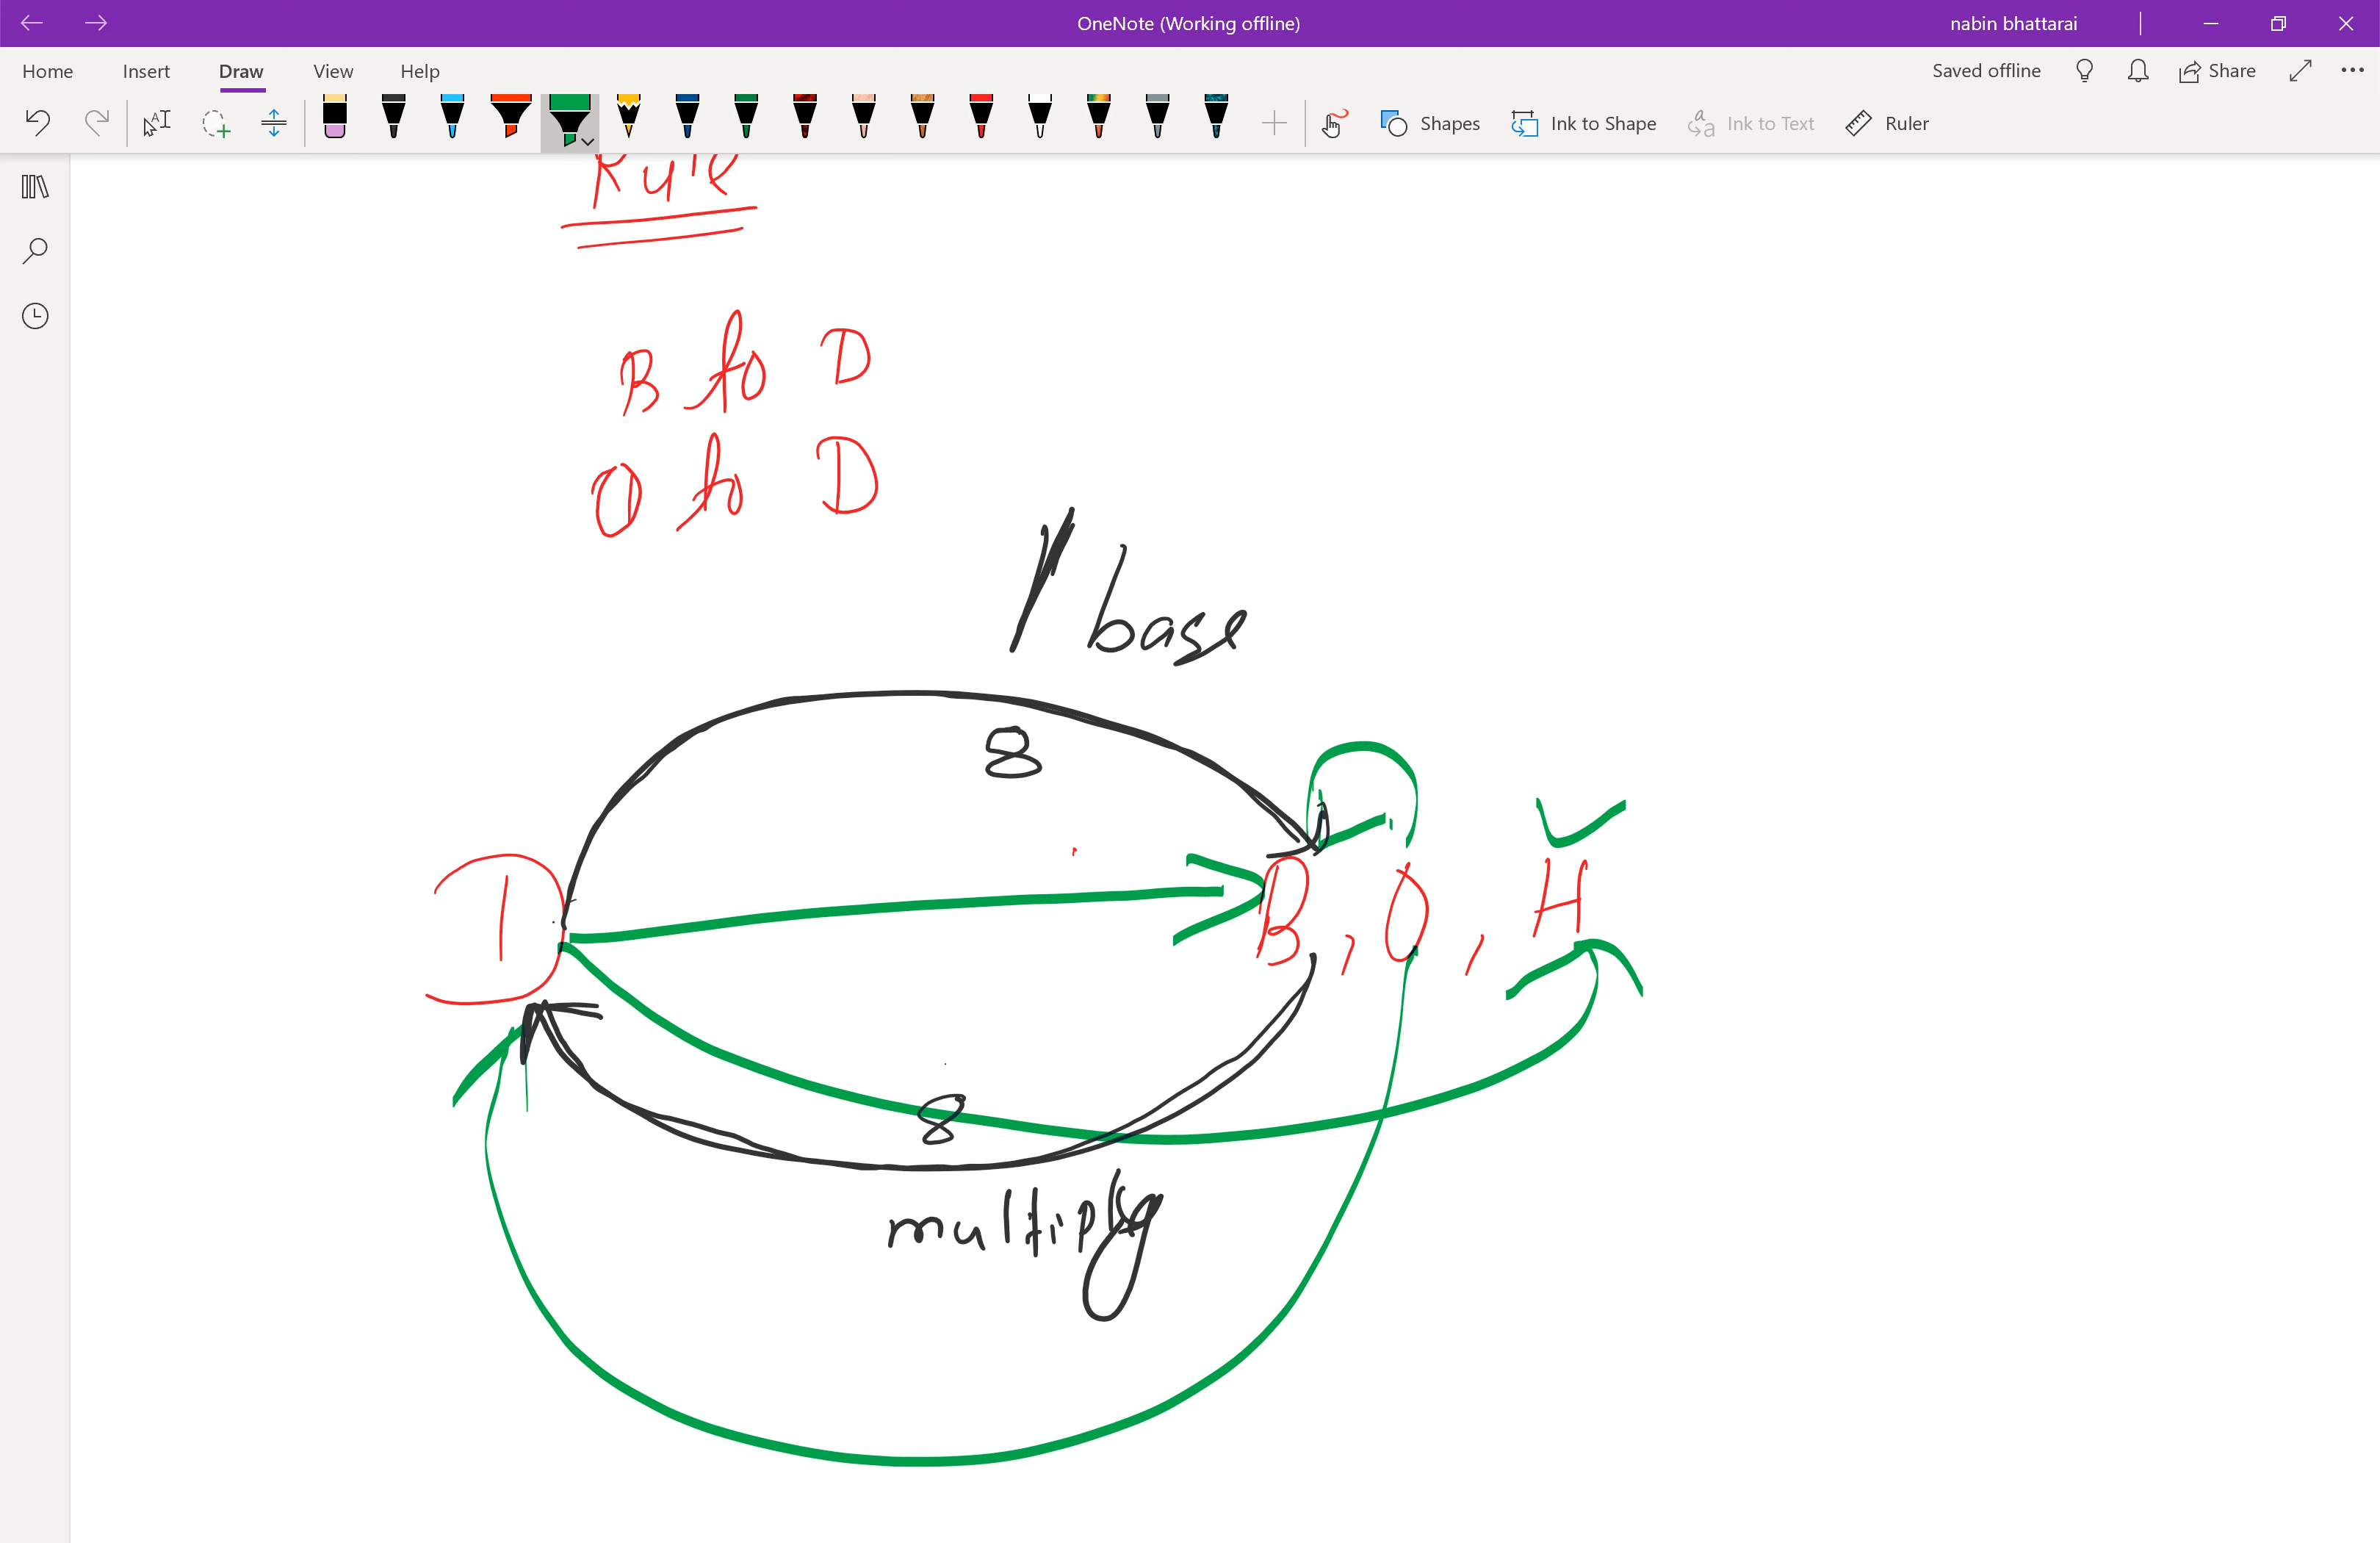 OneNote (Working offline) nabin bhattarai
Home Insert Draw View Help Saved offline Share
Shapes Ink to Shape Ink to Text Ruler
Rule
B to D
O to D
base
8
D B, O, H
8
multiply